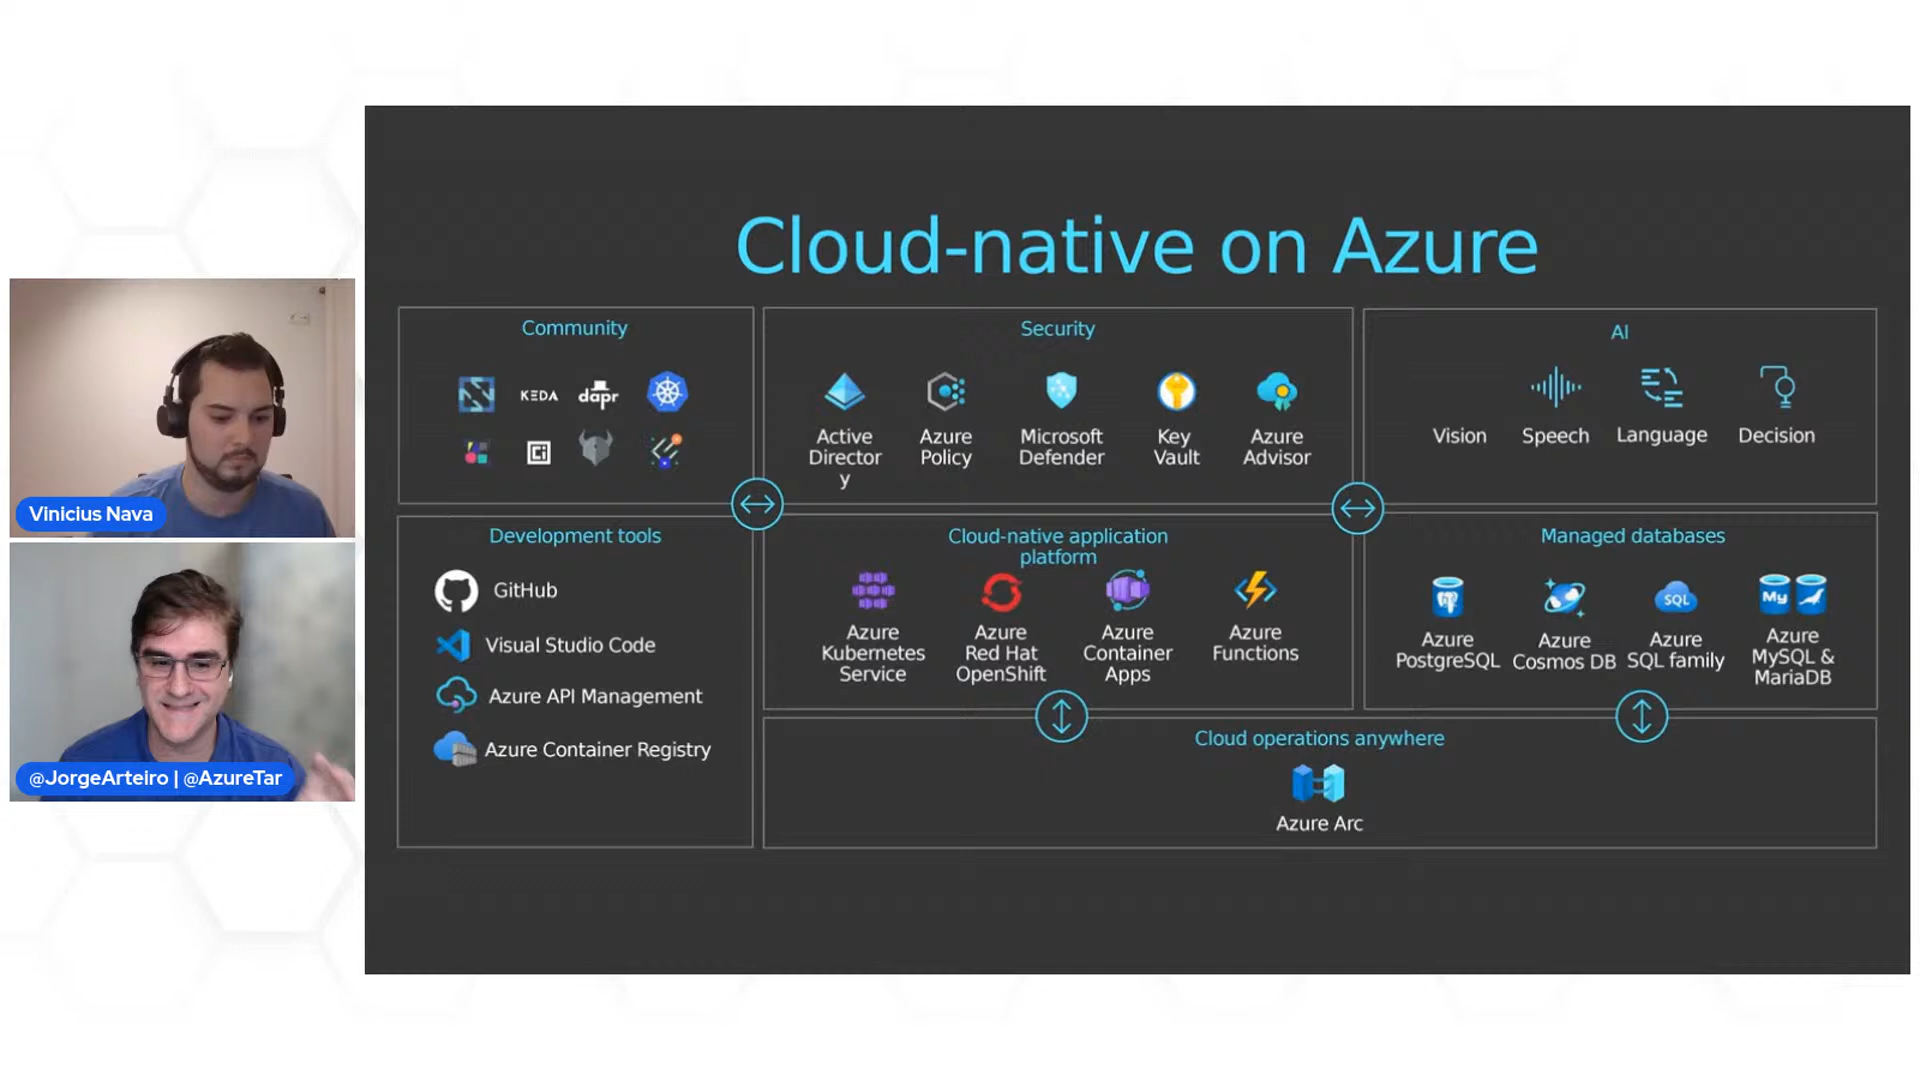 Cloud-native on Azure
Community
KEDA
dapr
Ci
Security
Active
Director
y
Azure
Policy
Microsoft
Defender
Key
Vault
Azure
Advisor
AI
Vision
Speech
Language
Decision
Development tools
GitHub
Visual Studio Code
Azure API Management
Azure Container Registry
Cloud-native application
platform
Azure
Kubernetes
Service
Azure
Red Hat
OpenShift
Azure
Container
Apps
Azure
Functions
Managed databases
Azure
PostgreSQL
Azure
Cosmos DB
SQL
Azure
SQL family
My
Azure
MySQL &
MariaDB
Cloud operations anywhere
Azure Arc
Vinicius Nava
@JorgeArteiro | @AzureTar